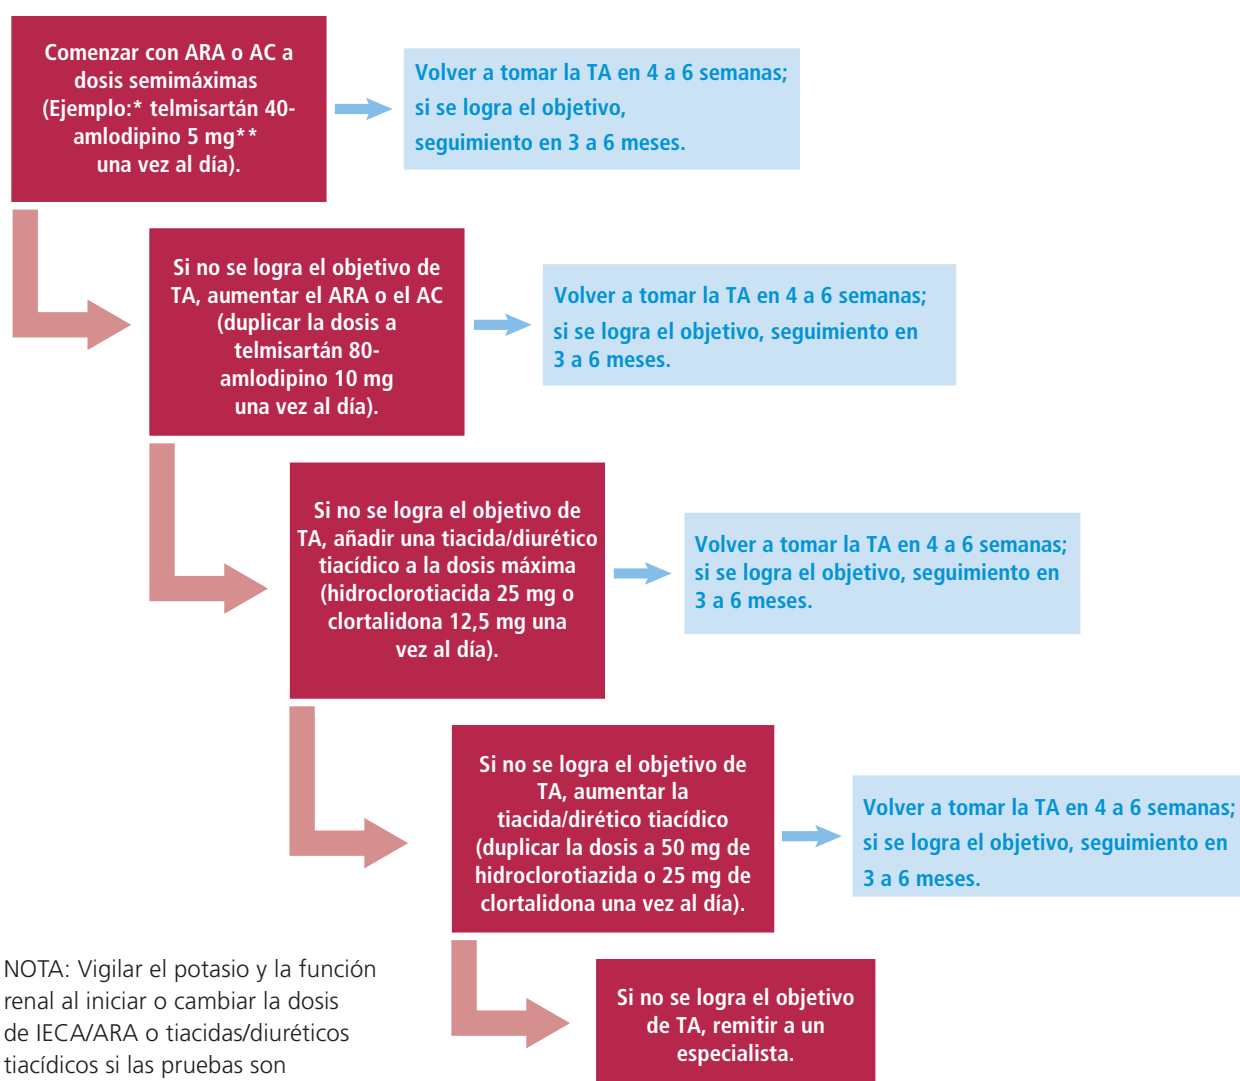 Comenzar con ARA o AC a
dosis semimáximas
(Ejemplo:* telmisartán 40-
amlodipino 5 mg**
una vez al día).
Volver a tomar la TA en 4 a 6 semanas;
si se logra el objetivo,
seguimiento en 3 a 6 meses.
Si no se logra el objetivo de
TA, aumentar el ARA o el AC
(duplicar la dosis a
telmisartán 80-
amlodipino 10 mg
una vez al día).
Volver a tomar la TA en 4 a 6 semanas;
si se logra el objetivo, seguimiento en
3 a 6 meses.
Si no se logra el objetivo de
TA, añadir una tiacida/diurético
tiacídico a la dosis máxima
(hidroclorotiacida 25 mg o
clortalidona 12,5 mg una
vez al día).
Volver a tomar la TA en 4 a 6 semanas;
si se logra el objetivo, seguimiento en
3 a 6 meses.
Si no se logra el objetivo de
TA, aumentar la
tiacida/dirético tiacídico
(duplicar la dosis a 50 mg de
hidroclorotiazida o 25 mg de
clortalidona una vez al día).
Volver a tomar la TA en 4 a 6 semanas;
si se logra el objetivo, seguimiento en
3 a 6 meses.
Si no se logra el objetivo
de TA, remitir a un
especialista.
NOTA: Vigilar el potasio y la función
renal al iniciar o cambiar la dosis
de IECA/ARA o tiacidas/diuréticos
tiacídicos si las pruebas son